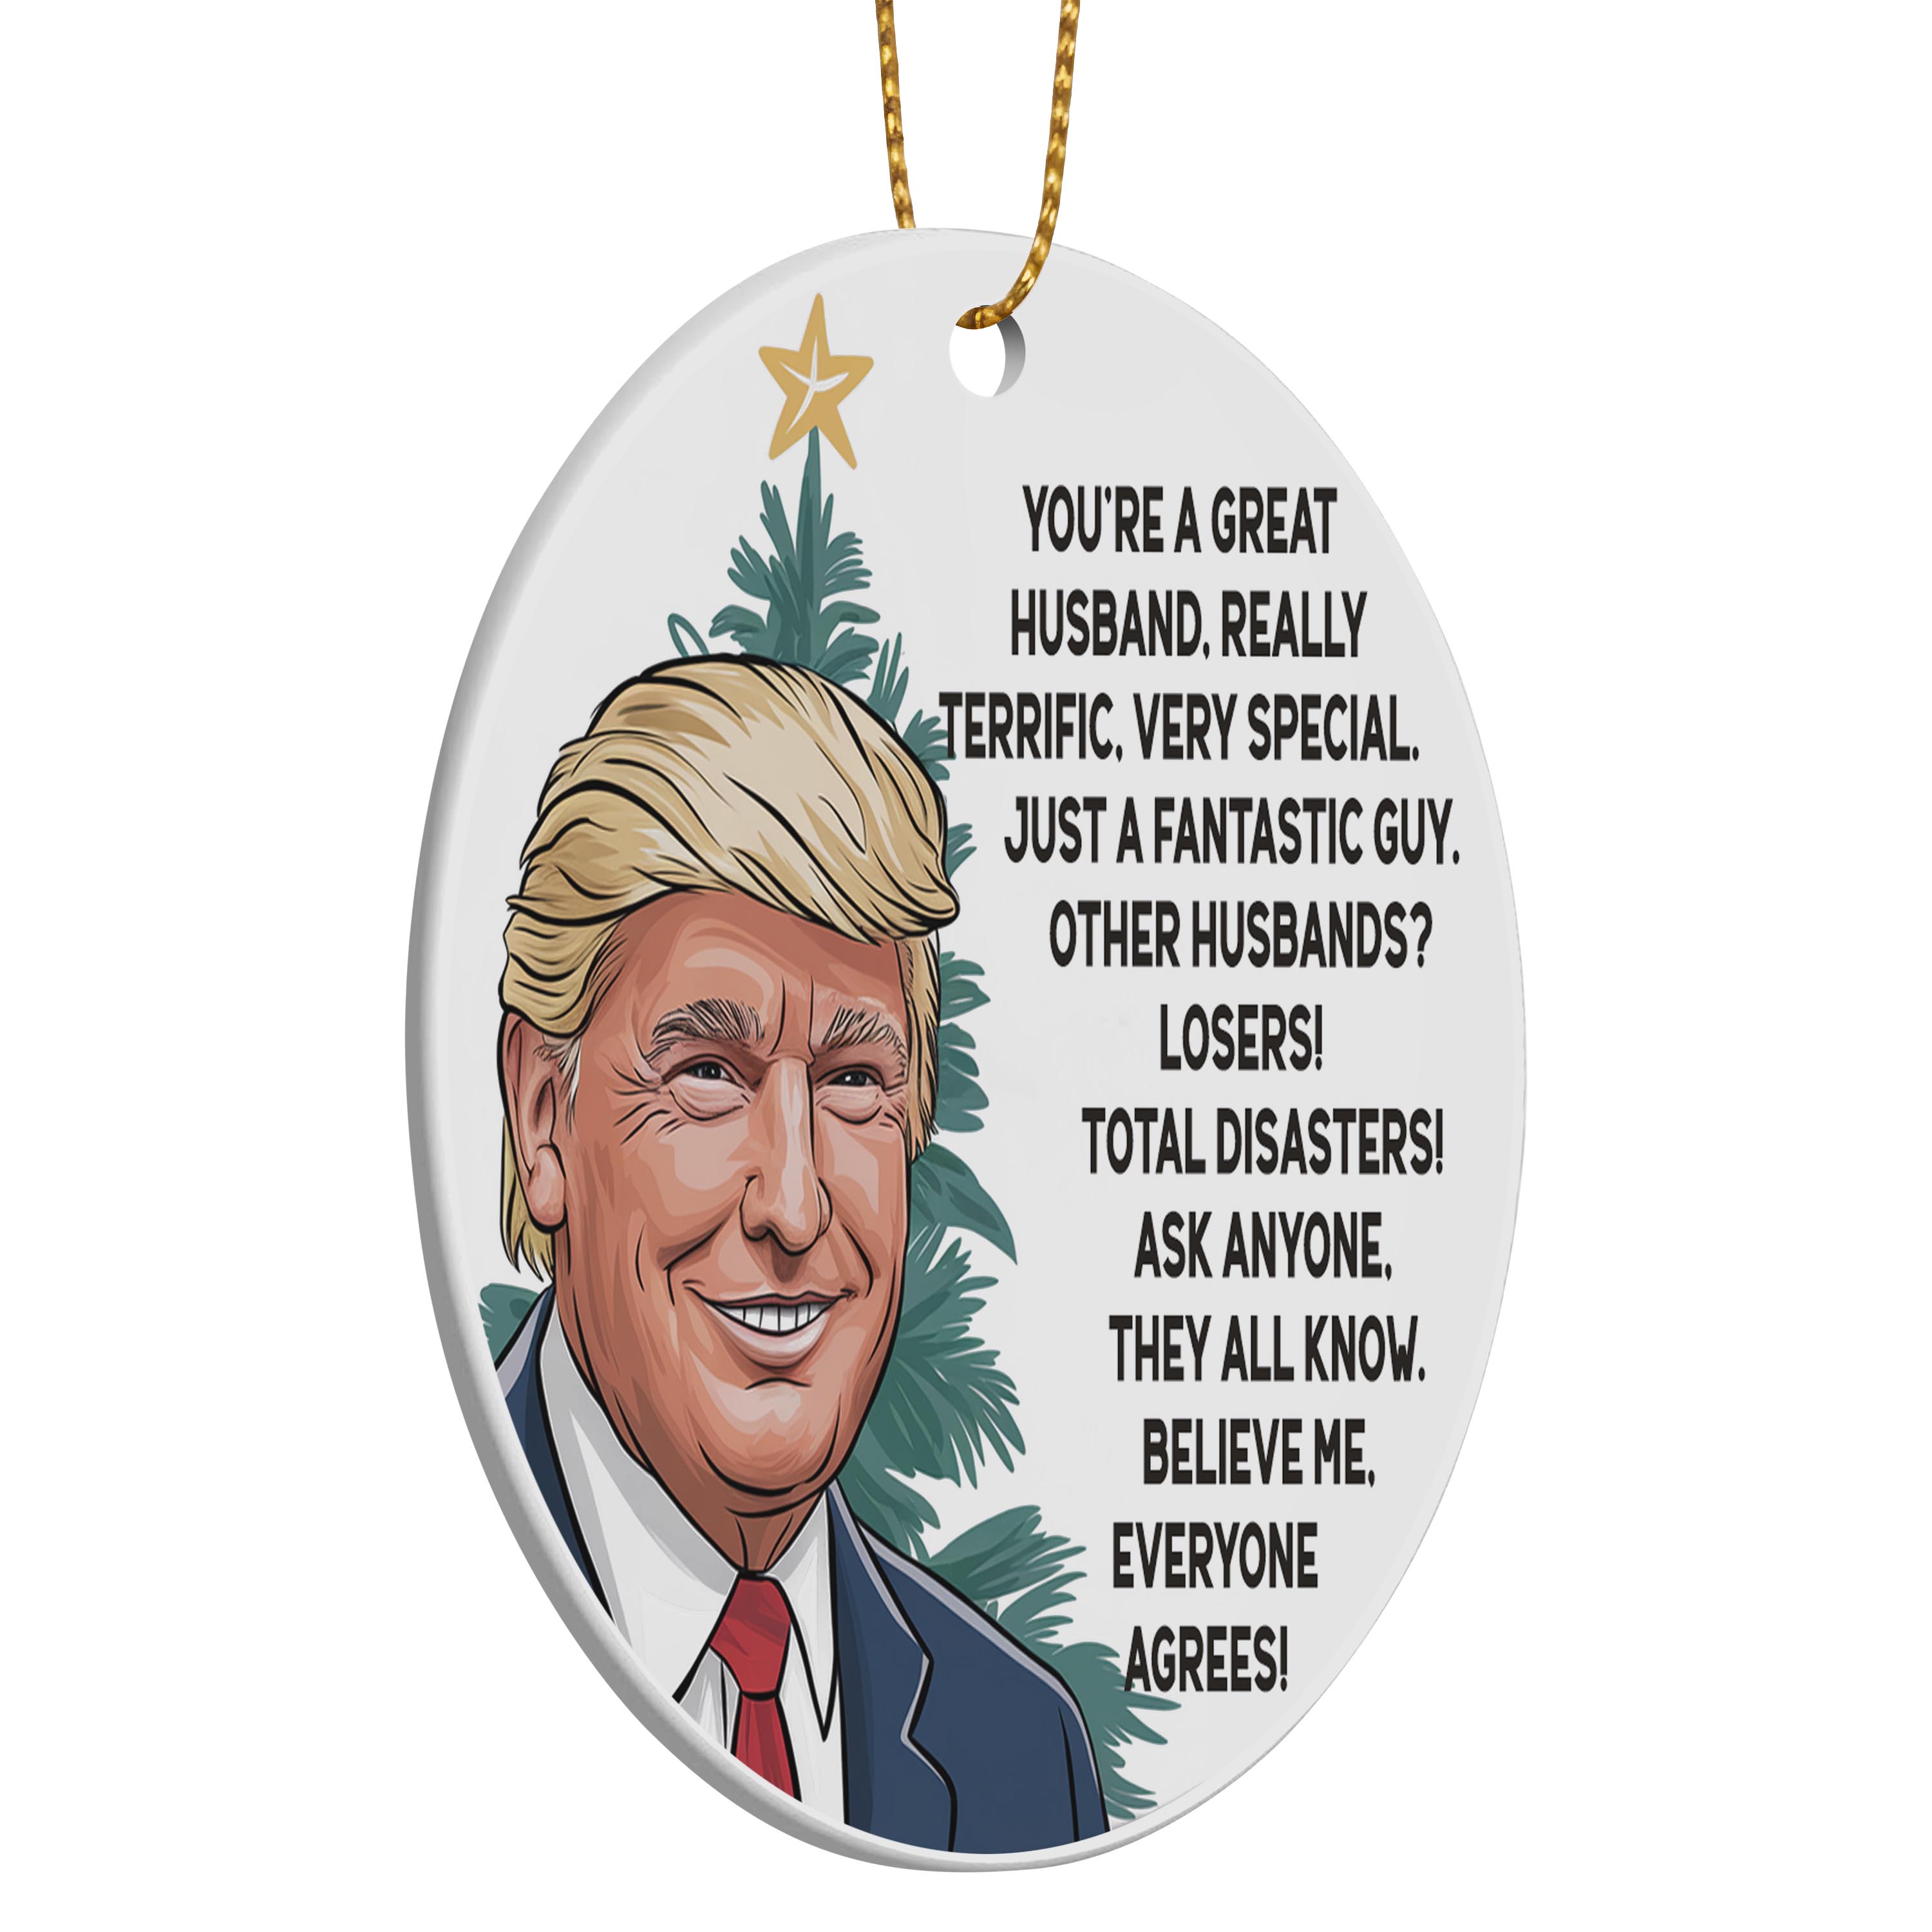 YOU'RE A GREAT
HUSBAND. REALLY
TERRIFIC, VERY SPECIAL.
JUST A FANTASTIC GUY.
OTHER HUSBANDS?
LOSERS!
TOTAL DISASTERS!
ASK ANYONE,
THEY ALL KNOW.
BELIEVE ME,
EVERYONE
AGREES!